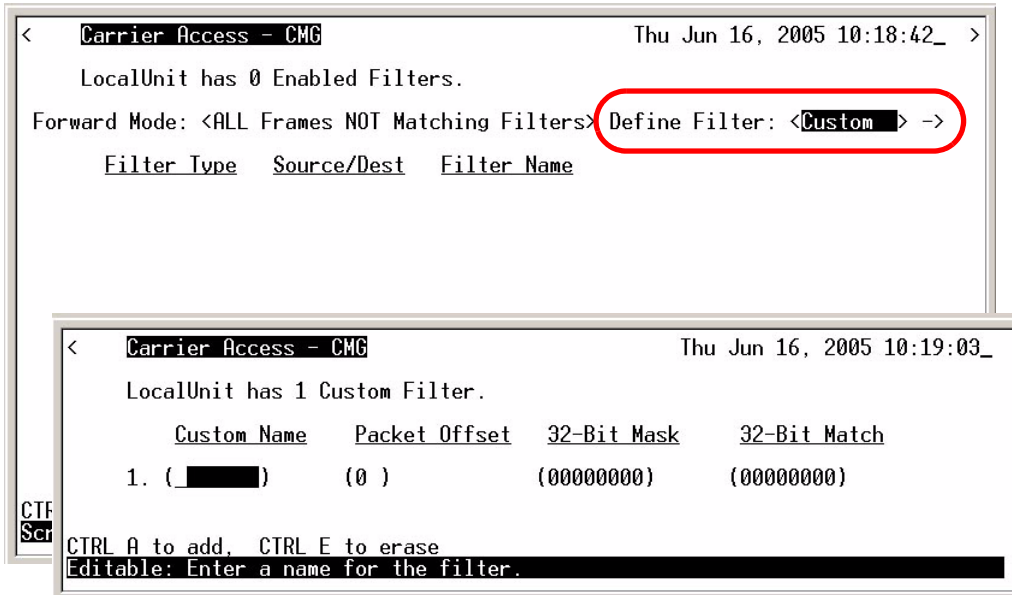 < Carrier Access - CMG Thu Jun 16, 2005 10:18:42_ >
LocalUnit has 0 Enabled Filters.
Forward Mode: <ALL Frames NOT Matching Filters> Define Filter: <Custom > ->
Filter Type Source/Dest Filter Name
< Carrier Access - CMG Thu Jun 16, 2005 10:19:03_
LocalUnit has 1 Custom Filter.
Custom Name Packet Offset 32-Bit Mask 32-Bit Match
1. (_ ) (0 ) (00000000) (00000000)
CTRL A to add, CTRL E to erase
Editable: Enter a name for the filter.